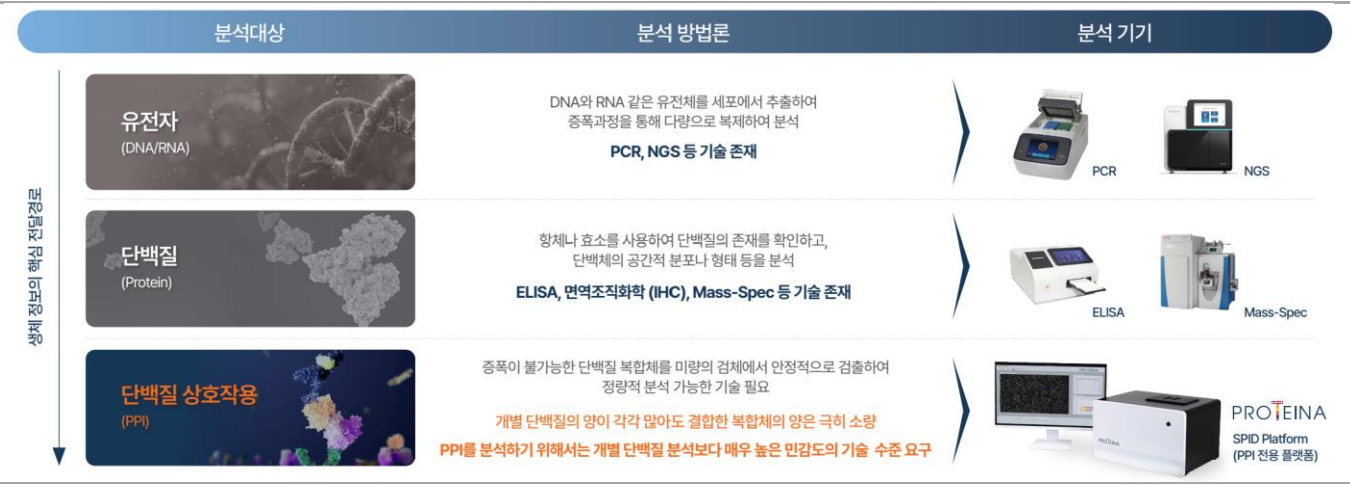 분석대상
분석 방법론
분석 기기
생체 정보의 핵심 전달경로
유전자
(DNA/RNA)
DNA와 RNA 같은 유전체를 세포에서 추출하여
증폭과정을 통해 다량으로 복제하여 분석
PCR, NGS 등 기술 존재
PCR
NGS
단백질
(Protein)
항체나 효소를 사용하여 단백질의 존재를 확인하고,
단백체의 공간적 분포나 형태 등을 분석
ELISA, 면역조직화학 (IHC), Mass-Spec 등 기술 존재
ELISA
Mass-Spec
단백질 상호작용
(PPI)
증폭이 불가능한 단백질 복합체를 미량의 검체에서 안정적으로 검출하여
정량적 분석 가능한 기술 필요
개별 단백질의 양이 각각 많아도 결합한 복합체의 양은 극히 소량
PPI를 분석하기 위해서는 개별 단백질 분석보다 매우 높은 민감도의 기술 수준 요구
PROTEINA
PROTEINA
SPID Platform
(PPI 전용 플랫폼)